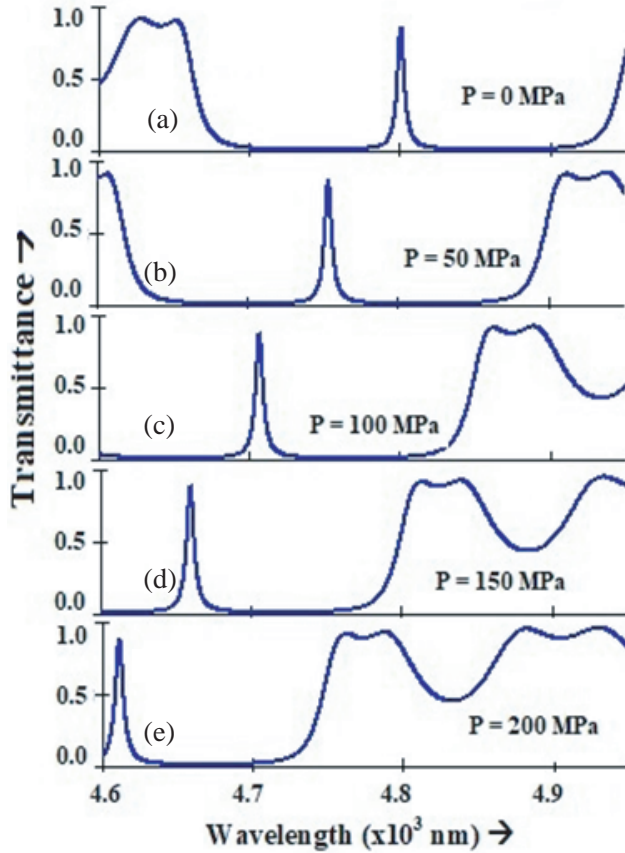 1.0
0.5
0.0
(a)
P = 0 MPa
1.0
0.5
0.0
(b)
P = 50 MPa
1.0
0.5
0.0
(c)
P = 100 MPa
1.0
0.5
0.0
(d)
P = 150 MPa
1.0
0.5
0.0
(e)
P = 200 MPa
Transmittance →
4.6 4.7 4.8 4.9
Wavelength (x10³ nm) →